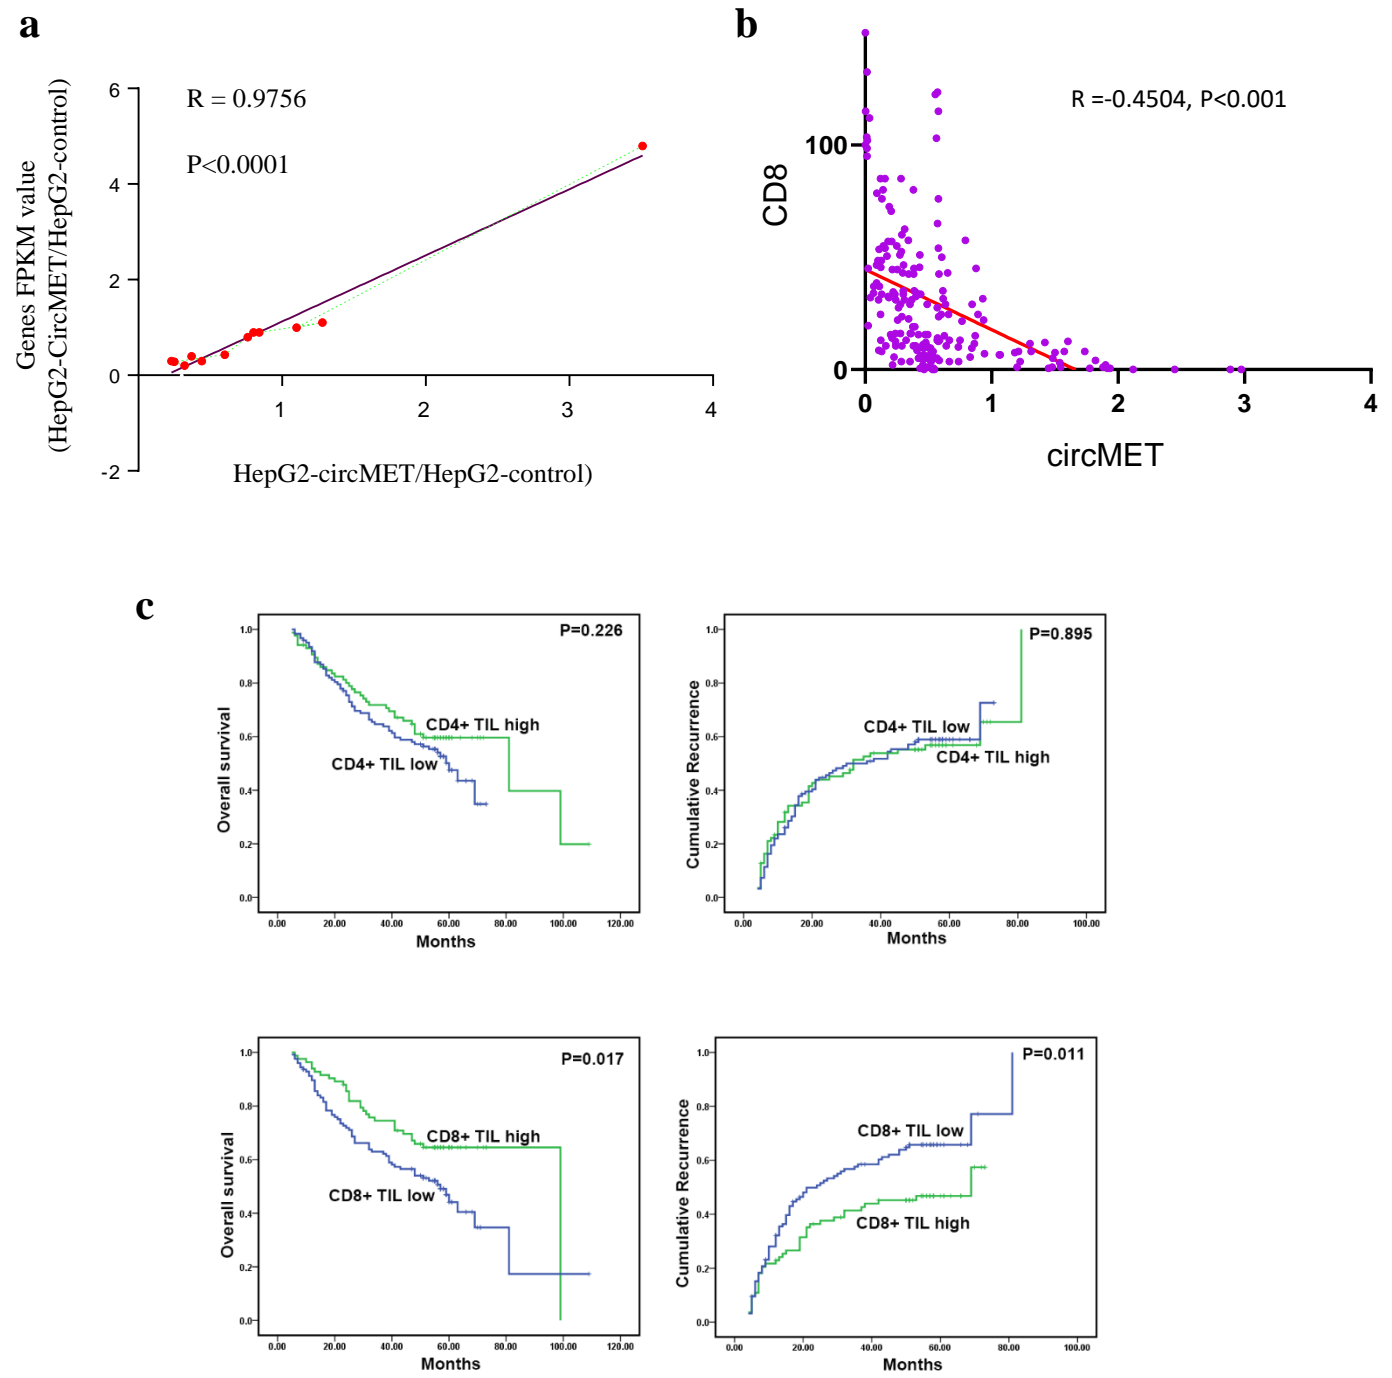 a
R = 0.9756
P<0.0001
Genes FPKM value
(HepG2-CircMET/HepG2-control)
6
4
2
0
-2
1
2
3
4
HepG2-circMET/HepG2-control)
b
R =-0.4504, P<0.001
CD8
100
0
0
1
2
3
4
circMET
c
P=0.226
Overall survival
1.0
0.8
0.6
0.4
0.2
0.0
CD4+ TIL high
CD4+ TIL low
0.00 20.00 40.00 60.00 80.00 100.00 120.00
Months
P=0.895
Cumulative Recurrence
1.0
0.8
0.6
0.4
0.2
0.0
CD4+ TIL low
CD4+ TIL high
0.00 20.00 40.00 60.00 80.00 100.00
Months
P=0.017
Overall survival
1.0
0.8
0.6
0.4
0.2
0.0
CD8+ TIL high
CD8+ TIL low
0.00 20.00 40.00 60.00 80.00 100.00 120.00
Months
P=0.011
Cumulative Recurrence
1.0
0.8
0.6
0.4
0.2
0.0
CD8+ TIL low
CD8+ TIL high
0.00 20.00 40.00 60.00 80.00 100.00
Months